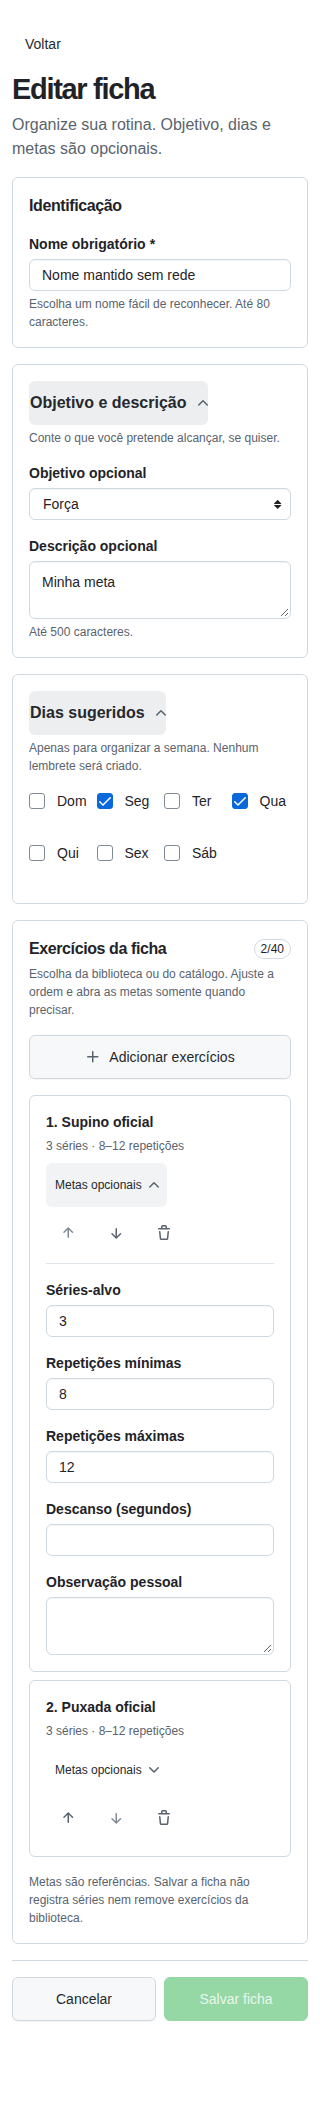 Voltar
Editar ficha
Organize sua rotina. Objetivo, dias e
metas são opcionais.
Identificação
Nome obrigatório *
Nome mantido sem rede
Escolha um nome fácil de reconhecer. Até 80
caracteres.
Objetivo e descrição
Conte o que você pretende alcançar, se quiser.
Objetivo opcional
Força
Descrição opcional
Minha meta
Até 500 caracteres.
Dias sugeridos
Apenas para organizar a semana. Nenhum
lembrete será criado.
Dom Seg Ter Qua
Qui Sex Sáb
Exercícios da ficha 2/40
Escolha da biblioteca ou do catálogo. Ajuste a
ordem e abra as metas somente quando
precisar.
Adicionar exercícios
1. Supino oficial
3 séries · 8–12 repetições
Metas opcionais
Séries-alvo
3
Repetições mínimas
8
Repetições máximas
12
Descanso (segundos)
Observação pessoal
2. Puxada oficial
3 séries · 8–12 repetições
Metas opcionais
Metas são referências. Salvar a ficha não
registra séries nem remove exercícios da
biblioteca.
Cancelar Salvar ficha